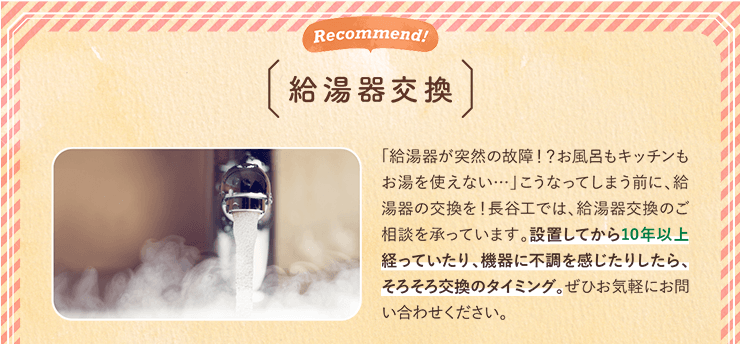 Recommend!
給湯器交換
「給湯器が突然の故障！？お風呂もキッチンも
お湯を使えない…」こうなってしまう前に、給
湯器の交換を！長谷工では、給湯器交換のご
相談を承っています。設置してから10年以上
経っていたり、機器に不調を感じたりしたら、
そろそろ交換のタイミング。ぜひお気軽にお問
い合わせください。